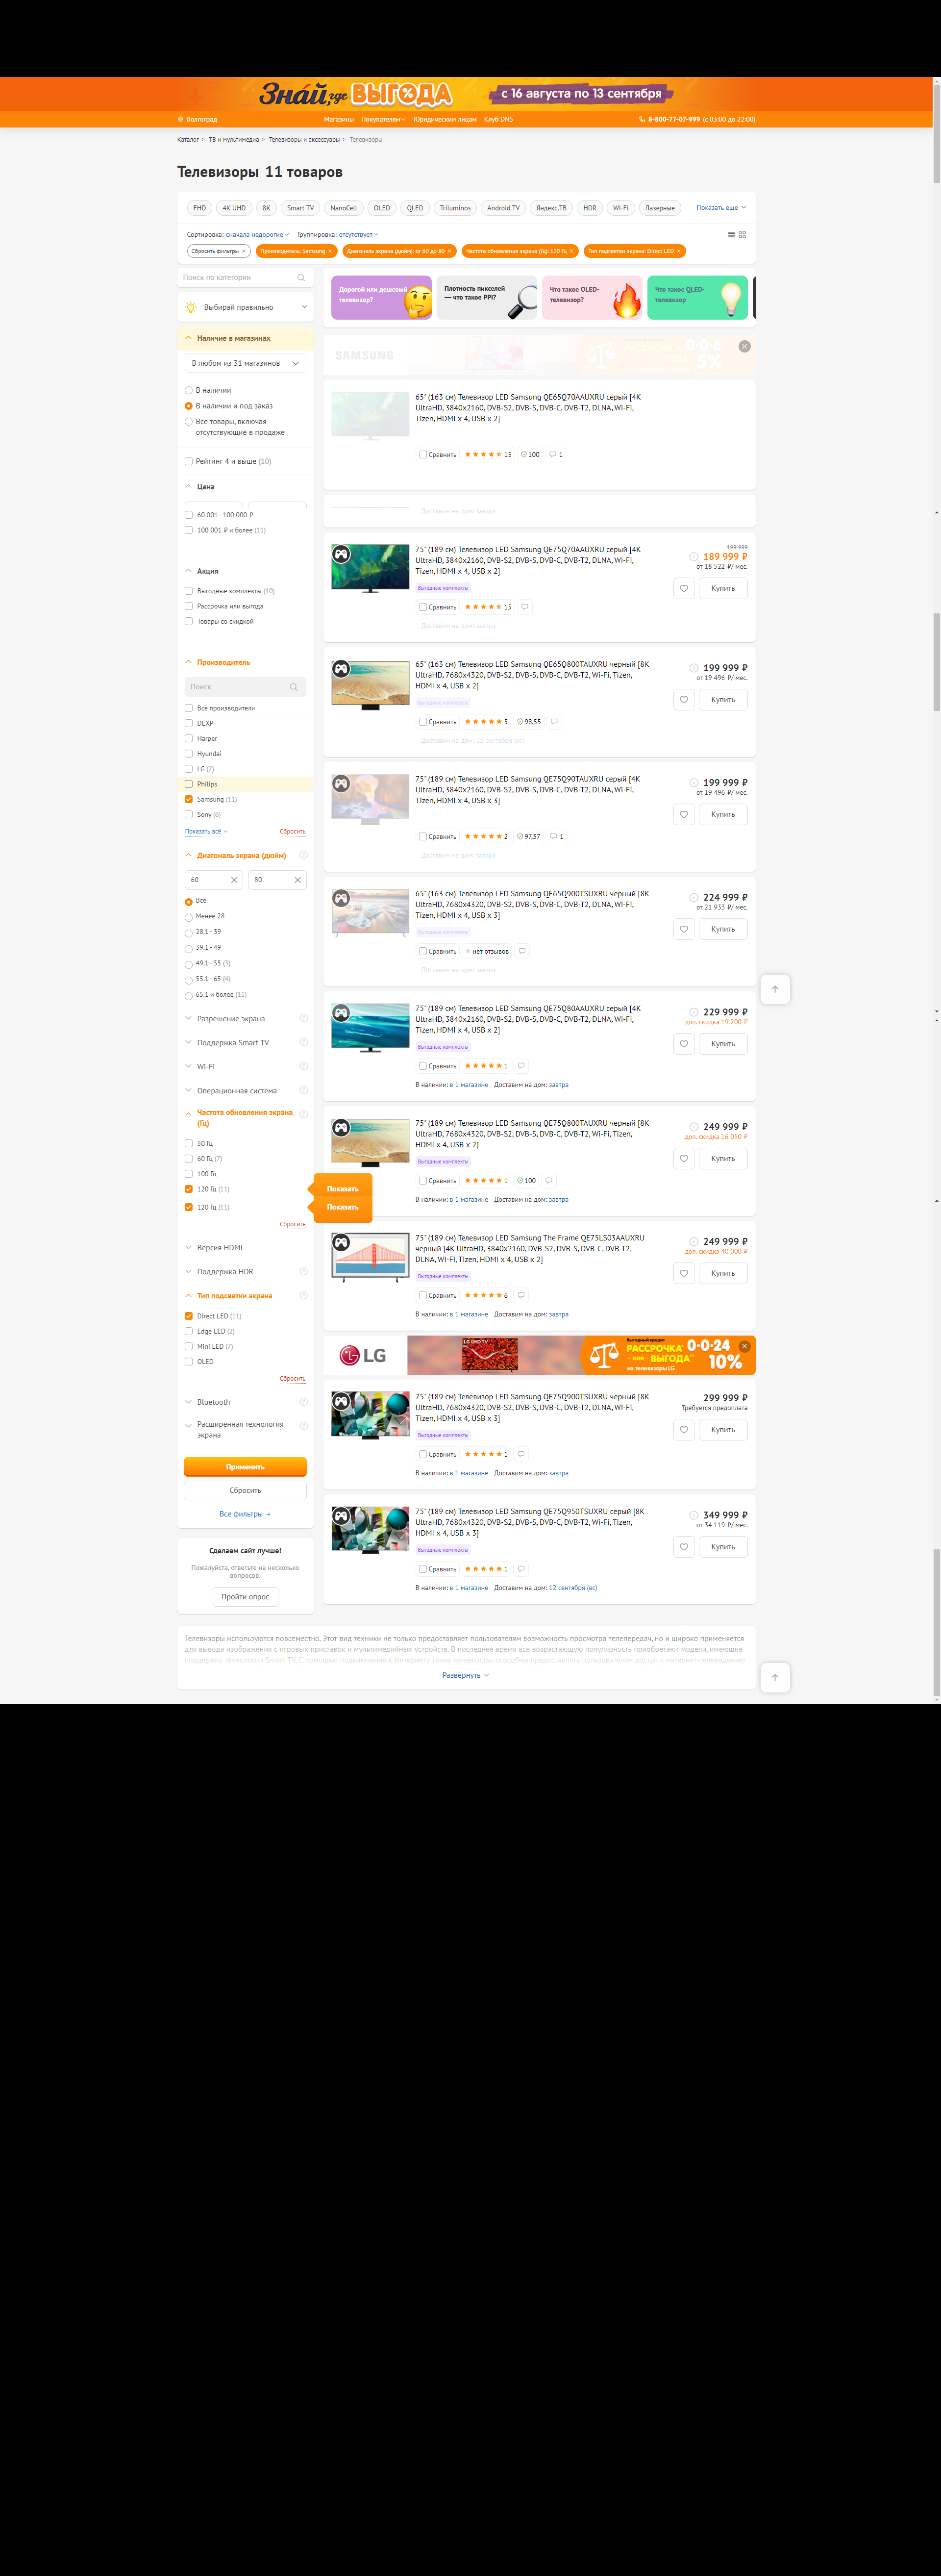 Знай, где ВЫГОДА
с 16 августа по 13 сентября
Волгоград
Магазины Покупателям Юридическим лицам Клуб DNS
8-800-77-07-999 (с 03:00 до 22:00)
Каталог > ТВ и мультимедиа > Телевизоры и аксессуары > Телевизоры
Телевизоры 11 товаров
FHD 4K UHD 8K Smart TV NanoCell OLED QLED Triluminos Android TV Яндекс.ТВ HDR Wi-Fi Лазерные Показать еще
Сортировка: сначала недорогие Группировка: отсутствует
Сбросить фильтры × Производитель: Samsung × Диагональ экрана (дюйм): от 60 до 80 × Частота обновления экрана (Гц): 120 Гц × Тип подсветки экрана: Direct LED ×
Поиск по категории
Выбирай правильно
Наличие в магазинах
В любом из 31 магазинов
В наличии
В наличии и под заказ
Все товары, включая
отсутствующие в продаже
Рейтинг 4 и выше (10)
Цена
60 001 - 100 000 ₽
100 001 ₽ и более (11)
Акция
Выгодные комплекты (10)
Рассрочка или выгода
Товары со скидкой
Производитель
Поиск
Все производители
DEXP
Harper
Hyundai
LG (2)
Philips
Samsung (11)
Sony (6)
Показать всё
Сбросить
Диагональ экрана (дюйм)
60 80
Все
Менее 28
28.1 - 39
39.1 - 49
49.1 - 55 (3)
55.1 - 65 (4)
65.1 и более (11)
Разрешение экрана
Поддержка Smart TV
Wi-Fi
Операционная система
Частота обновления экрана
(Гц)
50 Гц
60 Гц (7)
100 Гц
120 Гц (11)
Показать
120 Гц (11)
Показать
Сбросить
Версия HDMI
Поддержка HDR
Тип подсветки экрана
Direct LED (11)
Edge LED (2)
Mini LED (7)
OLED
Сбросить
Bluetooth
Расширенная технология
экрана
Применить
Сбросить
Все фильтры →
Сделаем сайт лучше!
Пожалуйста, ответьте на несколько
вопросов.
Пройти опрос
Дорогой или дешевый
телевизор?
Плотность пикселей
— что такое PPI?
Что такое OLED-
телевизор?
Что такое QLED-
телевизор
SAMSUNG
РАССРОЧКА
0-0-6
5%
65" (163 см) Телевизор LED Samsung QE65Q70AAUXRU серый [4K
UltraHD, 3840x2160, DVB-S2, DVB-S, DVB-C, DVB-T2, DLNA, Wi-Fi,
Tizen, HDMI x 4, USB x 2]
Сравнить 15 100 1
Доставим на дом: завтра
75" (189 см) Телевизор LED Samsung QE75Q70AAUXRU серый [4K
UltraHD, 3840x2160, DVB-S2, DVB-S, DVB-C, DVB-T2, DLNA, Wi-Fi,
Tizen, HDMI x 4, USB x 2]
199 999
189 999 ₽
от 18 522 ₽/ мес.
Купить
Выгодные комплекты
Сравнить 15
Доставим на дом: завтра
65" (163 см) Телевизор LED Samsung QE65Q800TAUXRU черный [8K
UltraHD, 7680x4320, DVB-S2, DVB-S, DVB-C, DVB-T2, Wi-Fi, Tizen,
HDMI x 4, USB x 2]
199 999 ₽
от 19 496 ₽/ мес.
Купить
Выгодные комплекты
Сравнить 5 98,55
Доставим на дом: 12 сентября (вс)
75" (189 см) Телевизор LED Samsung QE75Q90TAUXRU серый [4K
UltraHD, 3840x2160, DVB-S2, DVB-S, DVB-C, DVB-T2, DLNA, Wi-Fi,
Tizen, HDMI x 4, USB x 3]
199 999 ₽
от 19 496 ₽/ мес.
Купить
Сравнить 2 97,37 1
Доставим на дом: завтра
65" (163 см) Телевизор LED Samsung QE65Q900TSUXRU черный [8K
UltraHD, 7680x4320, DVB-S2, DVB-S, DVB-C, DVB-T2, DLNA, Wi-Fi,
Tizen, HDMI x 4, USB x 3]
224 999 ₽
от 21 933 ₽/ мес.
Купить
Выгодные комплекты
Сравнить нет отзывов
Доставим на дом: завтра
75" (189 см) Телевизор LED Samsung QE75Q80AAUXRU серый [4K
UltraHD, 3840x2160, DVB-S2, DVB-S, DVB-C, DVB-T2, DLNA, Wi-Fi,
Tizen, HDMI x 4, USB x 2]
229 999 ₽
доп. скидка 19 200 ₽
Купить
Выгодные комплекты
Сравнить 1
В наличии: в 1 магазине Доставим на дом: завтра
75" (189 см) Телевизор LED Samsung QE75Q800TAUXRU черный [8K
UltraHD, 7680x4320, DVB-S2, DVB-S, DVB-C, DVB-T2, Wi-Fi, Tizen,
HDMI x 4, USB x 2]
249 999 ₽
доп. скидка 16 050 ₽
Купить
Выгодные комплекты
Сравнить 1 100
В наличии: в 1 магазине Доставим на дом: завтра
75" (189 см) Телевизор LED Samsung The Frame QE75LS03AAUXRU
черный [4K UltraHD, 3840x2160, DVB-S2, DVB-S, DVB-C, DVB-T2,
DLNA, Wi-Fi, Tizen, HDMI x 4, USB x 2]
249 999 ₽
доп. скидка 40 000 ₽
Купить
Выгодные комплекты
Сравнить 6
В наличии: в 1 магазине Доставим на дом: завтра
LG
LG UHD TV
Выгодный кредит
РАССРОЧКА*
или ВЫГОДА**
на телевизоры LG
0-0-24
10%
75" (189 см) Телевизор LED Samsung QE75Q900TSUXRU черный [8K
UltraHD, 7680x4320, DVB-S2, DVB-S, DVB-C, DVB-T2, DLNA, Wi-Fi,
Tizen, HDMI x 4, USB x 3]
299 999 ₽
Требуется предоплата
Купить
Выгодные комплекты
Сравнить 1
В наличии: в 1 магазине Доставим на дом: завтра
75" (189 см) Телевизор LED Samsung QE75Q950TSUXRU серый [8K
UltraHD, 7680x4320, DVB-S2, DVB-S, DVB-C, DVB-T2, Wi-Fi, Tizen,
HDMI x 4, USB x 3]
349 999 ₽
от 34 119 ₽/ мес.
Купить
Выгодные комплекты
Сравнить 1
В наличии: в 1 магазине Доставим на дом: 12 сентября (вс)
Телевизоры используются повсеместно. Этот вид техники не только предоставляет пользователям возможность просмотра телепередач, но и широко применяется
для вывода изображения с игровых приставок и мультимедийных устройств. В последнее время все возрастающую популярность приобретают модели, имеющие
поддержку технологии Smart TV. С помощью подключения к Интернету такие телевизоры способны предоставлять пользователям доступ к интернет-телевидению
Развернуть